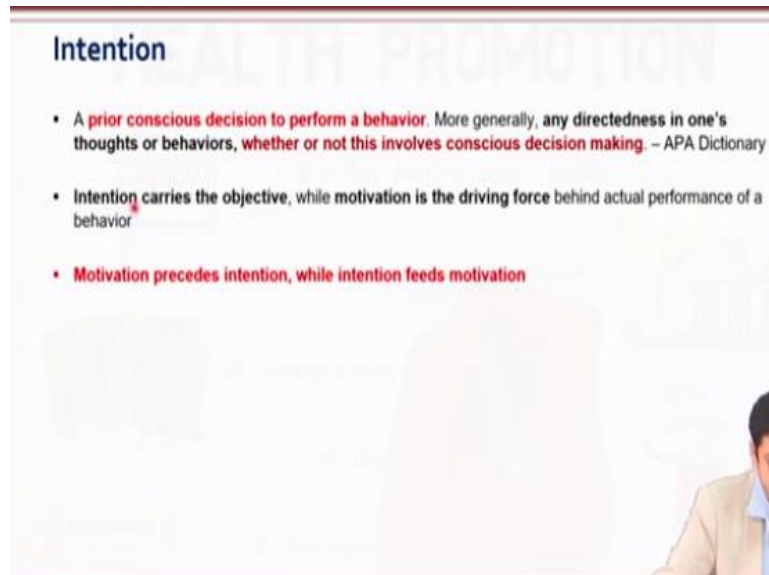 HEALTH PROMOTION
Intention
• A prior conscious decision to perform a behavior. More generally, any directedness in one's
thoughts or behaviors, whether or not this involves conscious decision making. – APA Dictionary
• Intention carries the objective, while motivation is the driving force behind actual performance of a
behavior
• Motivation precedes intention, while intention feeds motivation